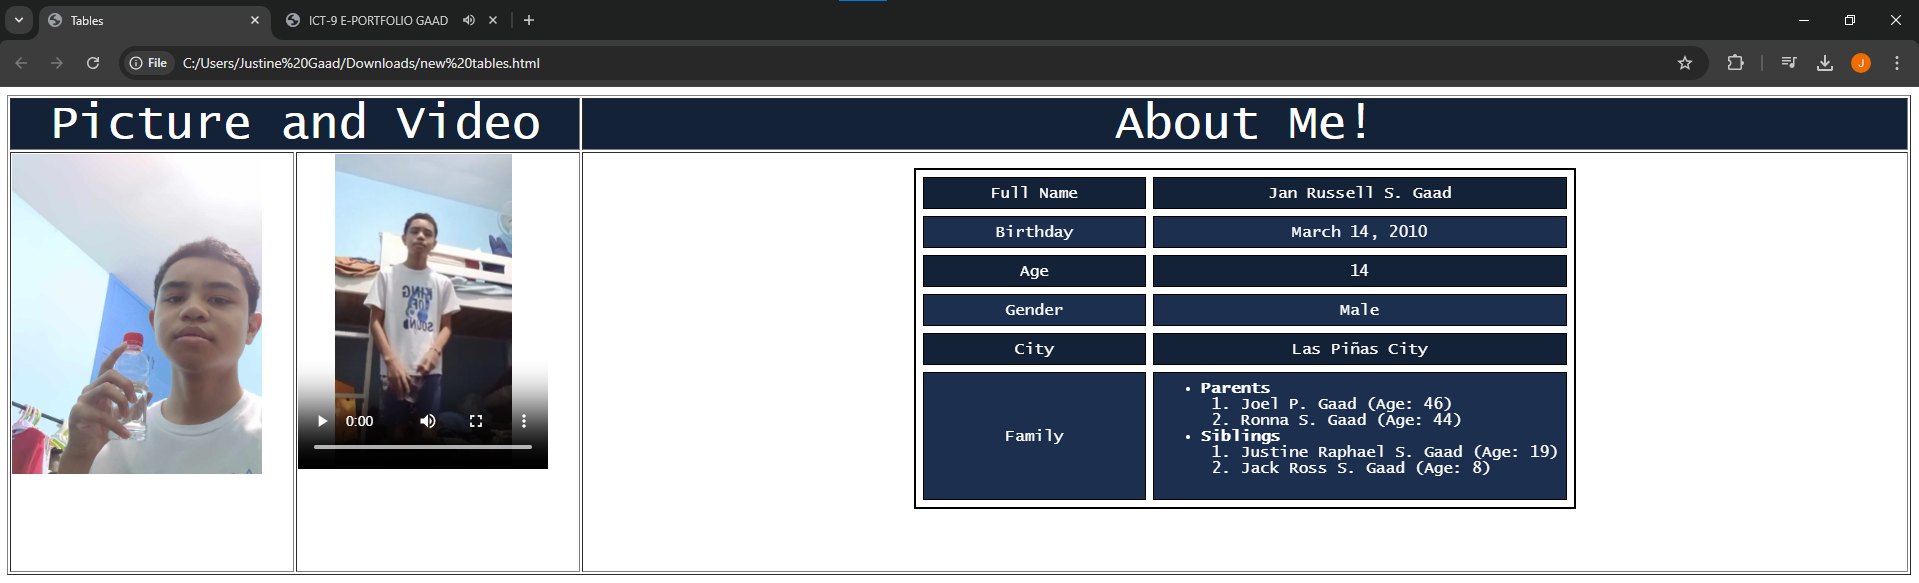 Tables
ICT-9 E-PORTFOLIO GAAD
File
C:/Users/Justine%20Gaad/Downloads/new%20tables.html
J
Picture and Video
About Me!
Full Name
Jan Russell S. Gaad
Birthday
March 14, 2010
Age
14
Gender
Male
City
Las Piñas City
Family
• Parents
1. Joel P. Gaad (Age: 46)
2. Ronna S. Gaad (Age: 44)
• Siblings
1. Justine Raphael S. Gaad (Age: 19)
2. Jack Ross S. Gaad (Age: 8)
KING
OF
SOUND
0:00